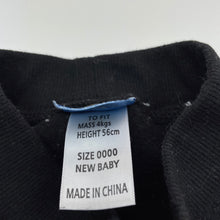 TO FIT
MASS 4kgs
HEIGHT 56cm
SIZE 0000
NEW BABY
MADE IN CHINA